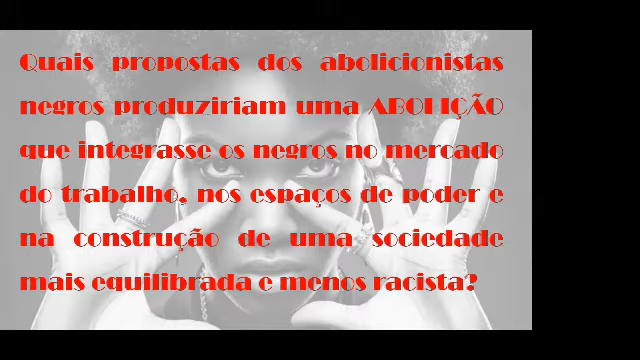 Quais propostas dos abolicionistas
negros produziriam uma ABOLIÇÃO
que integrasse os negros no mercado
do trabalho, nos espaços de poder e
na construção de uma sociedade
mais equilibrada e menos racista?